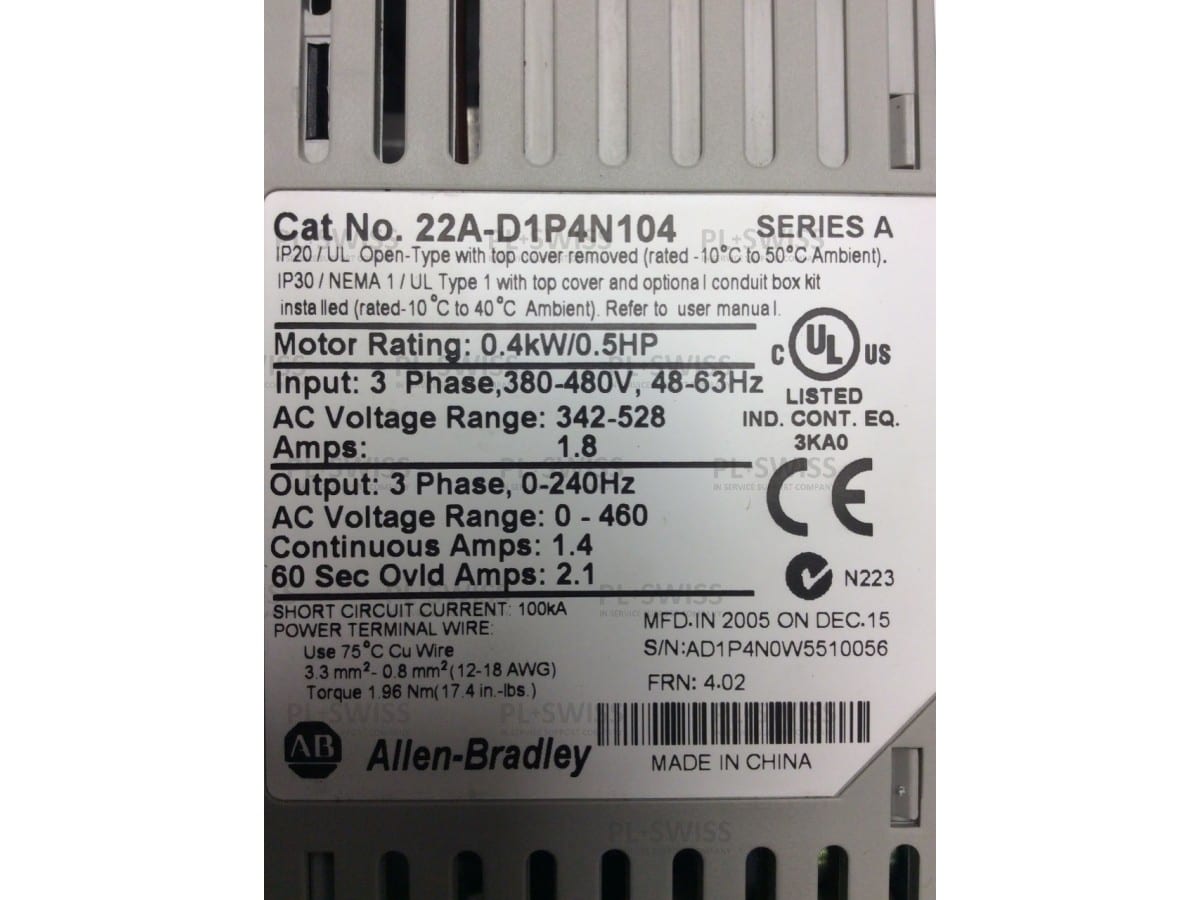 Cat No. 22A-D1P4N104 SERIES A
IP20 / UL Open-Type with top cover removed (rated -10°C to 50°C Ambient).
IP30 / NEMA 1 / UL Type 1 with top cover and optional conduit box kit
installed (rated-10°C to 40°C Ambient). Refer to user manual.
Motor Rating: 0.4kW/0.5HP
Input: 3 Phase,380-480V, 48-63Hz
AC Voltage Range: 342-528
Amps: 1.8
C UL US
LISTED
IND. CONT. EQ.
3KA0
Output: 3 Phase, 0-240Hz
AC Voltage Range: 0 - 460
Continuous Amps: 1.4
60 Sec Ovld Amps: 2.1
CE
N223
SHORT CIRCUIT CURRENT: 100kA
POWER TERMINAL WIRE:
Use 75°C Cu Wire
3.3 mm²- 0.8 mm²(12-18 AWG)
Torque 1.96 Nm(17.4 in.-lbs.)
MFD.IN 2005 ON DEC.15
S/N:AD1P4N0W5510056
FRN: 4.02
AB Allen-Bradley
MADE IN CHINA
PL+SWISS
IN SERVICE SUPPORT COMPANY